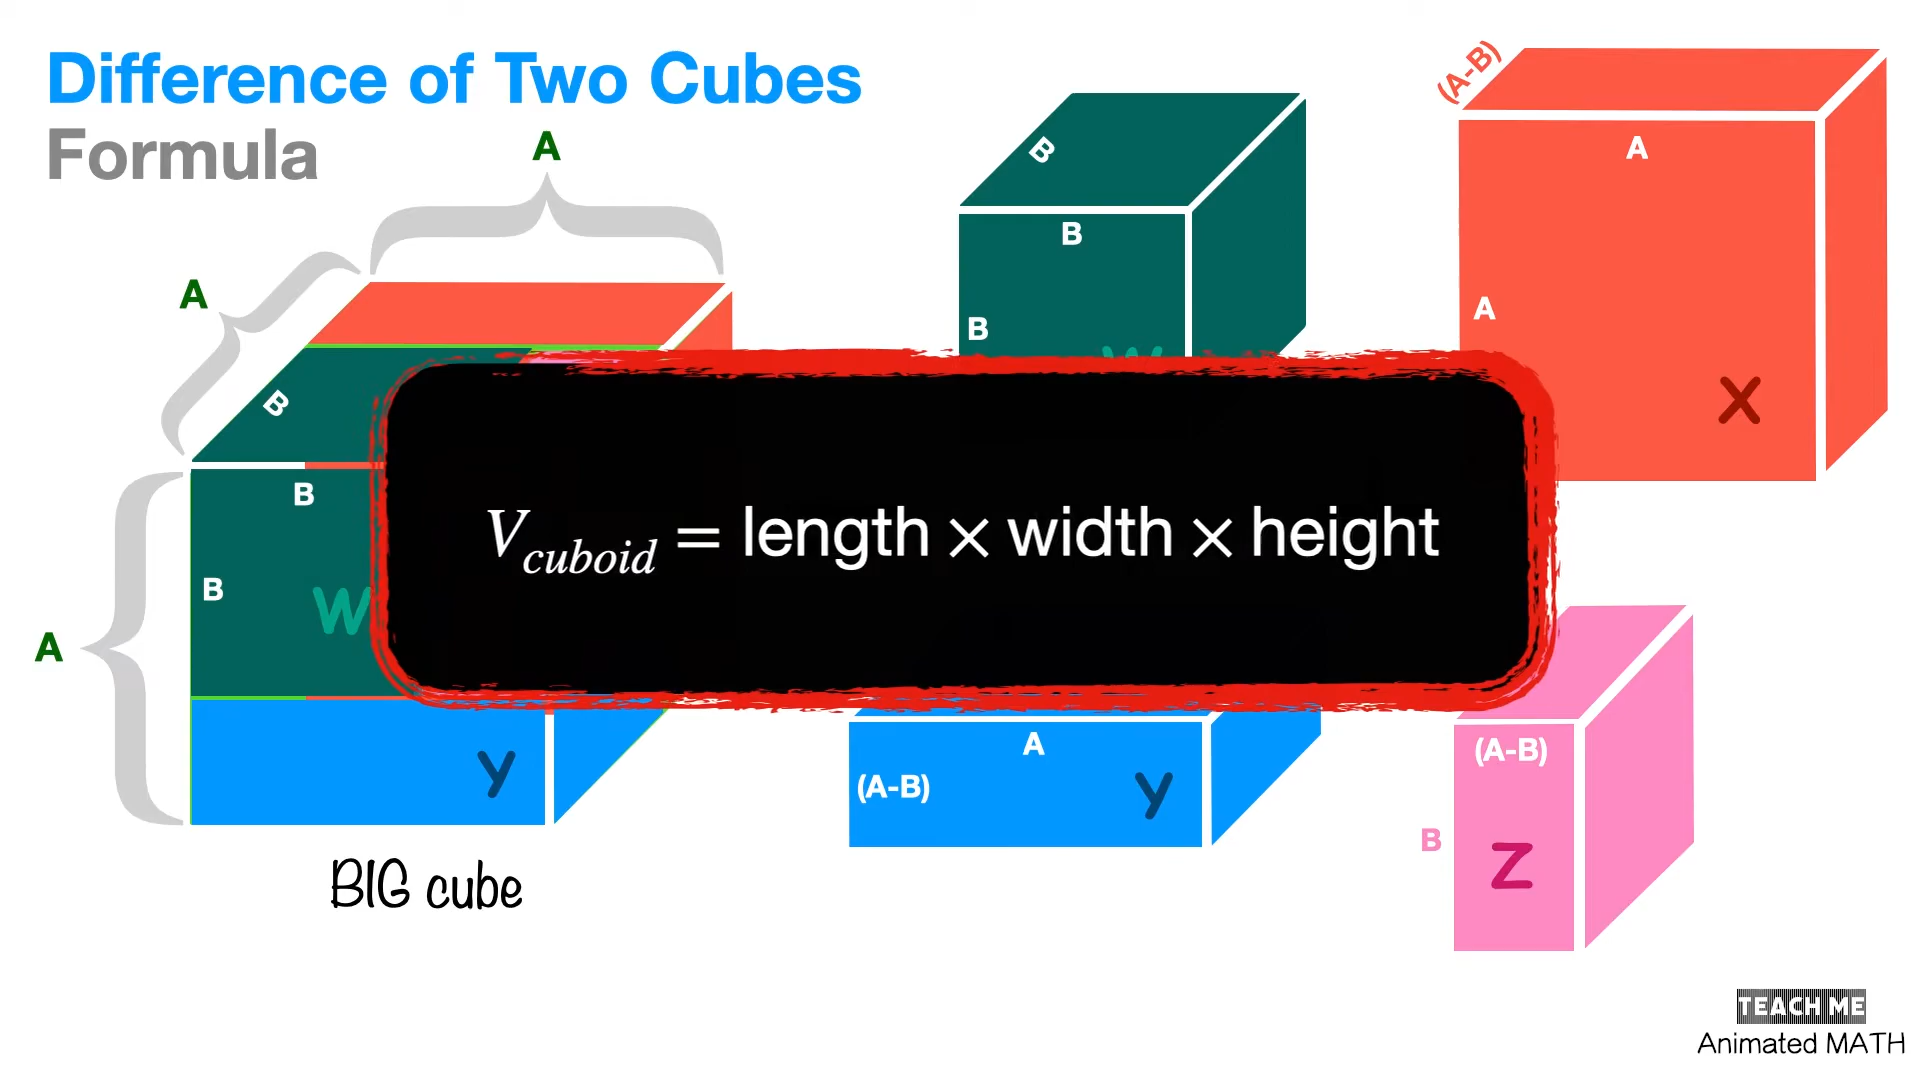 Difference of Two Cubes
Formula
A
A
A
B
B
B
W
Y
BIG cube
B
B
B
W
(A-B)
A
A
X
V_cuboid = length × width × height
A
(A-B)
Y
(A-B)
B
Z
TEACH ME
Animated MATH